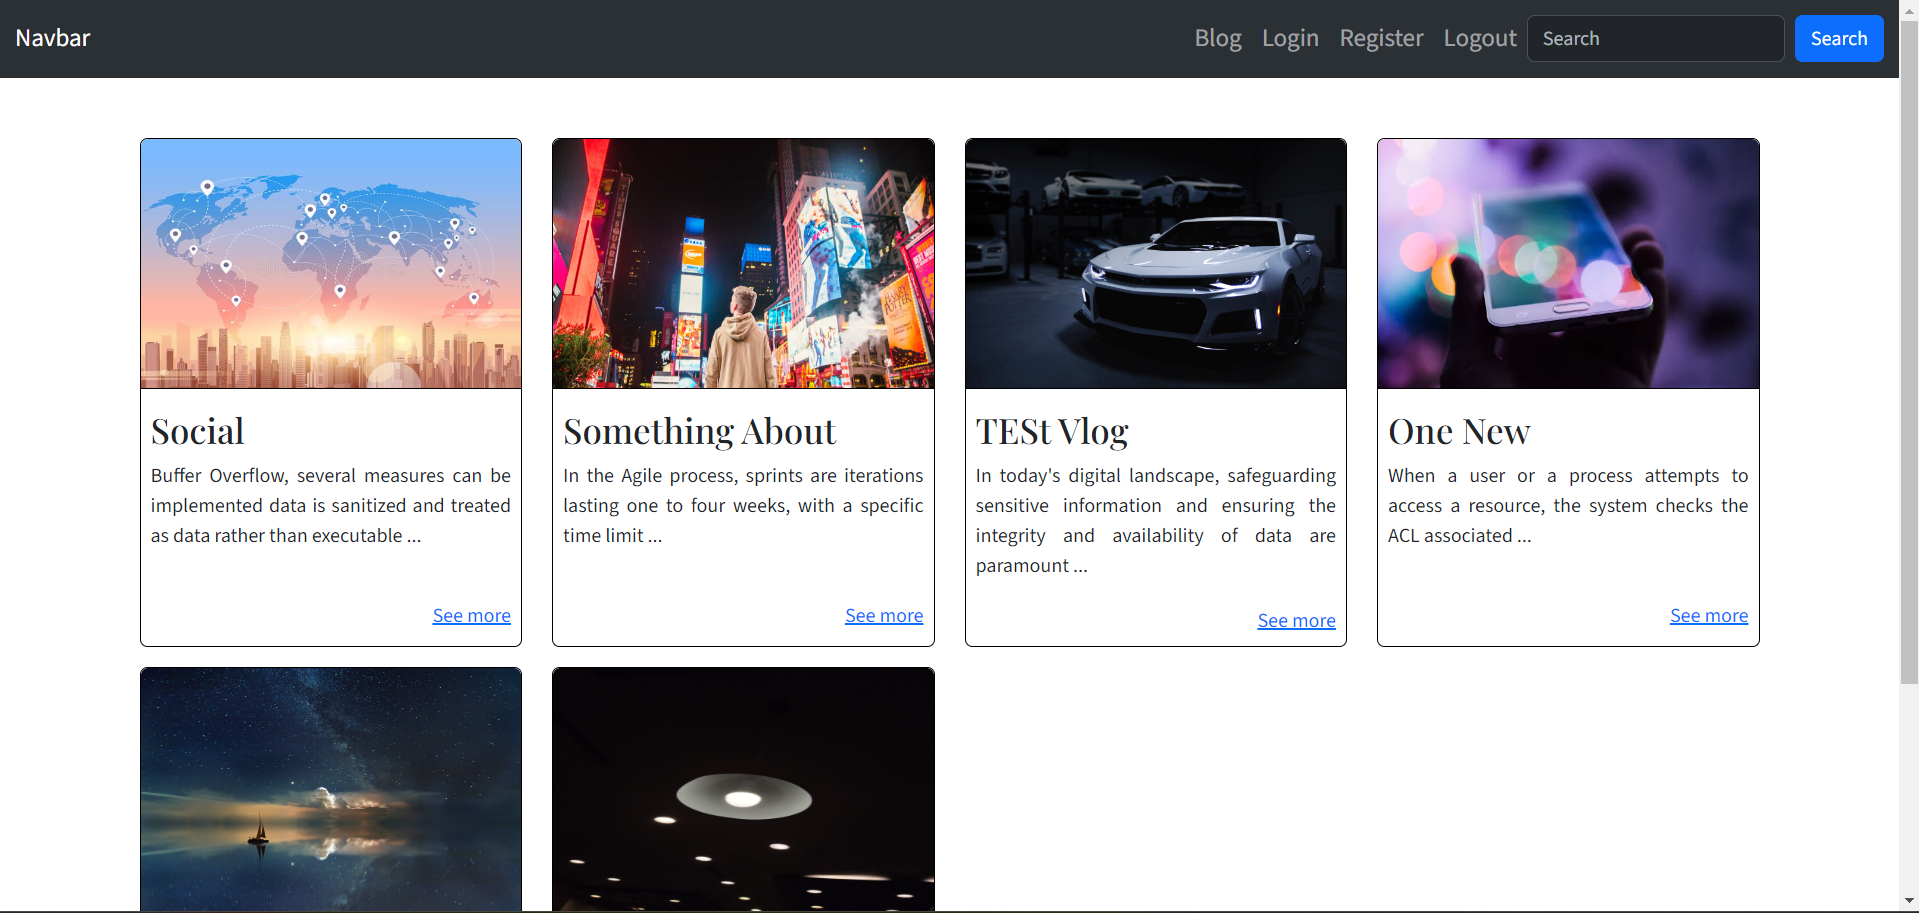 Navbar
Blog Login Register Logout Search Search
Social
Buffer Overflow, several measures can be
implemented data is sanitized and treated
as data rather than executable ...
See more
Something About
In the Agile process, sprints are iterations
lasting one to four weeks, with a specific
time limit ...
See more
TESt Vlog
In today's digital landscape, safeguarding
sensitive information and ensuring the
integrity and availability of data are
paramount ...
See more
One New
When a user or a process attempts to
access a resource, the system checks the
ACL associated ...
See more